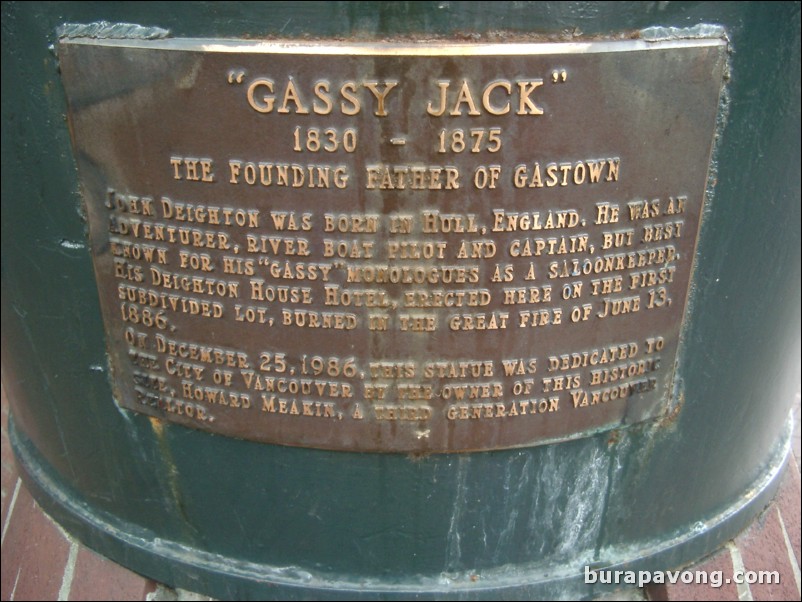 "GASSY JACK"
1830 - 1875
THE FOUNDING FATHER OF GASTOWN
JOHN DEIGHTON WAS BORN IN HULL, ENGLAND. HE WAS AN
ADVENTURER, RIVER BOAT PILOT AND CAPTAIN, BUT BEST
KNOWN FOR HIS "GASSY" MONOLOGUES AS A SALOONKEEPER.
HIS DEIGHTON HOUSE HOTEL, ERECTED HERE ON THE FIRST
SUBDIVIDED LOT, BURNED IN THE GREAT FIRE OF JUNE 13,
1886.
ON DECEMBER 25, 1986, THIS STATUE WAS DEDICATED TO
THE CITY OF VANCOUVER BY THE OWNER OF THIS HISTORIC
SITE, HOWARD MEAKIN, A THIRD GENERATION VANCOUVER
REALTOR.
burapavong.com